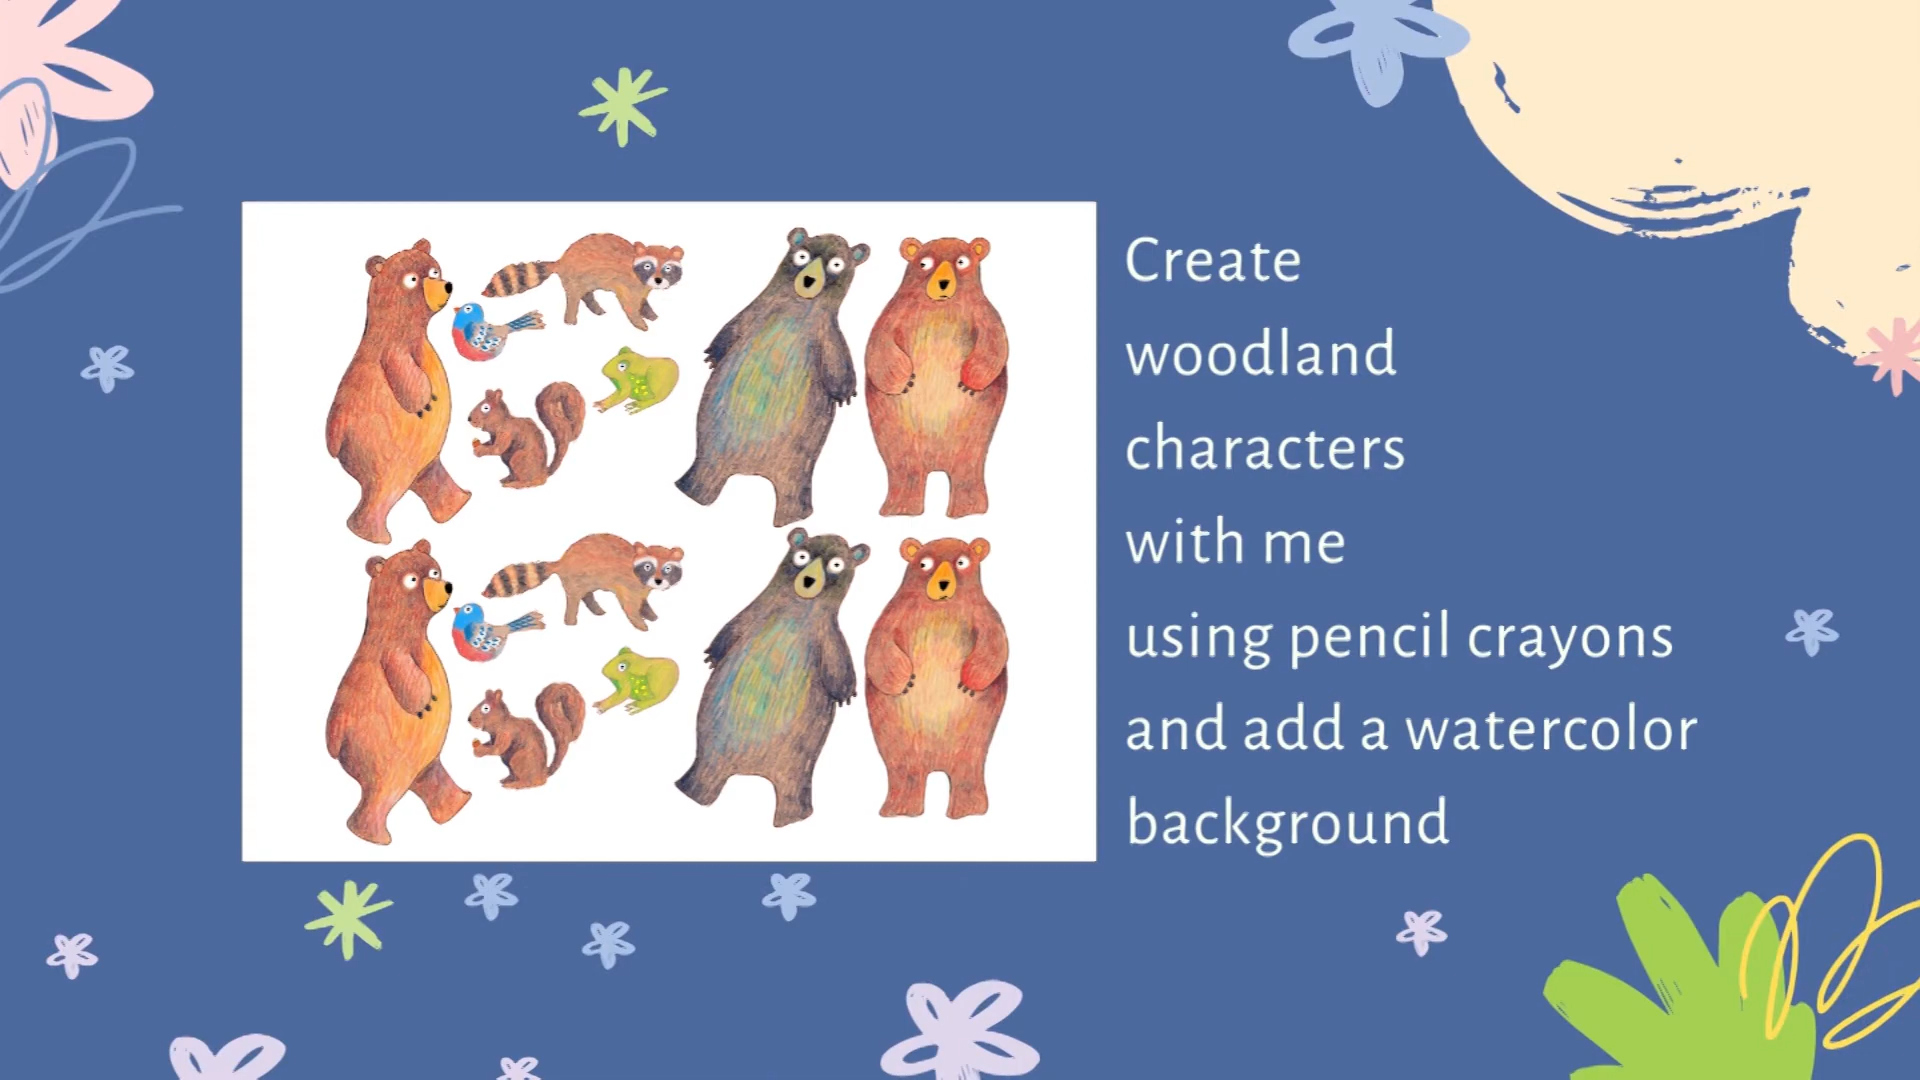 Create
woodland
characters
with me
using pencil crayons
and add a watercolor
background